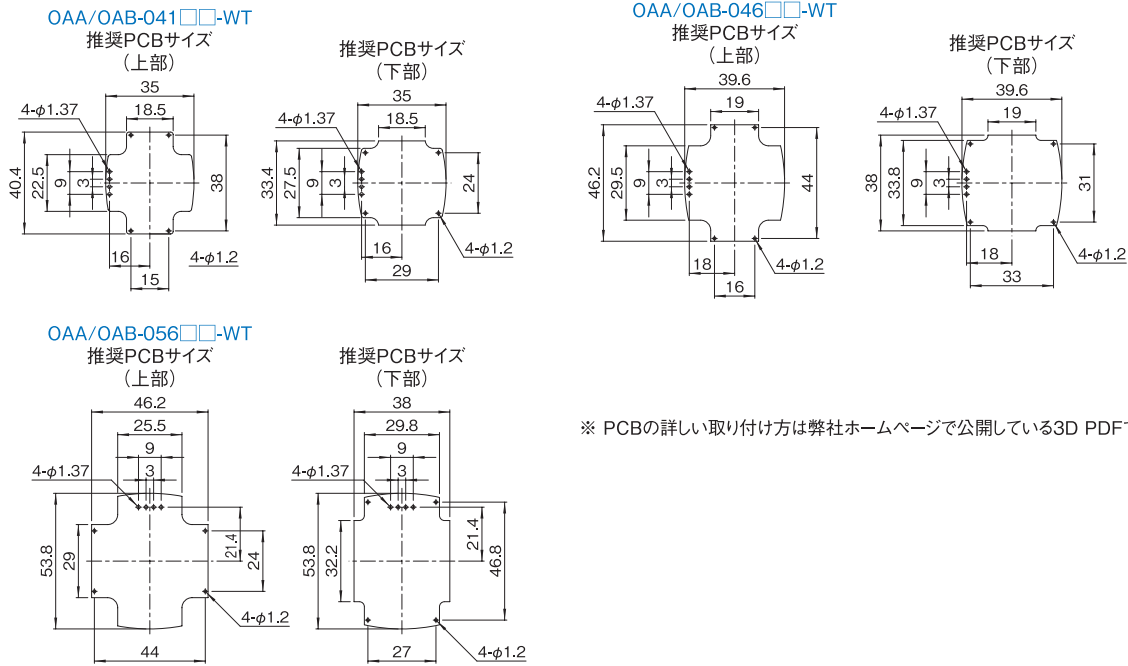 OAA/OAB-041□□-WT
推奨PCBサイズ
(上部)
35
18.5
4-φ1.37
40.4
22.5
9
3
38
16
15
4-φ1.2
推奨PCBサイズ
(下部)
35
18.5
4-φ1.37
33.4
27.5
9
3
24
16
29
4-φ1.2
OAA/OAB-046□□-WT
推奨PCBサイズ
(上部)
39.6
19
4-φ1.37
46.2
29.5
9
3
44
18
16
4-φ1.2
推奨PCBサイズ
(下部)
39.6
19
4-φ1.37
38
33.8
9
3
31
18
33
4-φ1.2
OAA/OAB-056□□-WT
推奨PCBサイズ
(上部)
46.2
25.5
9
3
4-φ1.37
53.8
29
21.4
24
4-φ1.2
44
推奨PCBサイズ
(下部)
38
29.8
9
3
4-φ1.37
53.8
32.2
21.4
46.8
4-φ1.2
27
※ PCBの詳しい取り付け方は弊社ホームページで公開している3D PDF